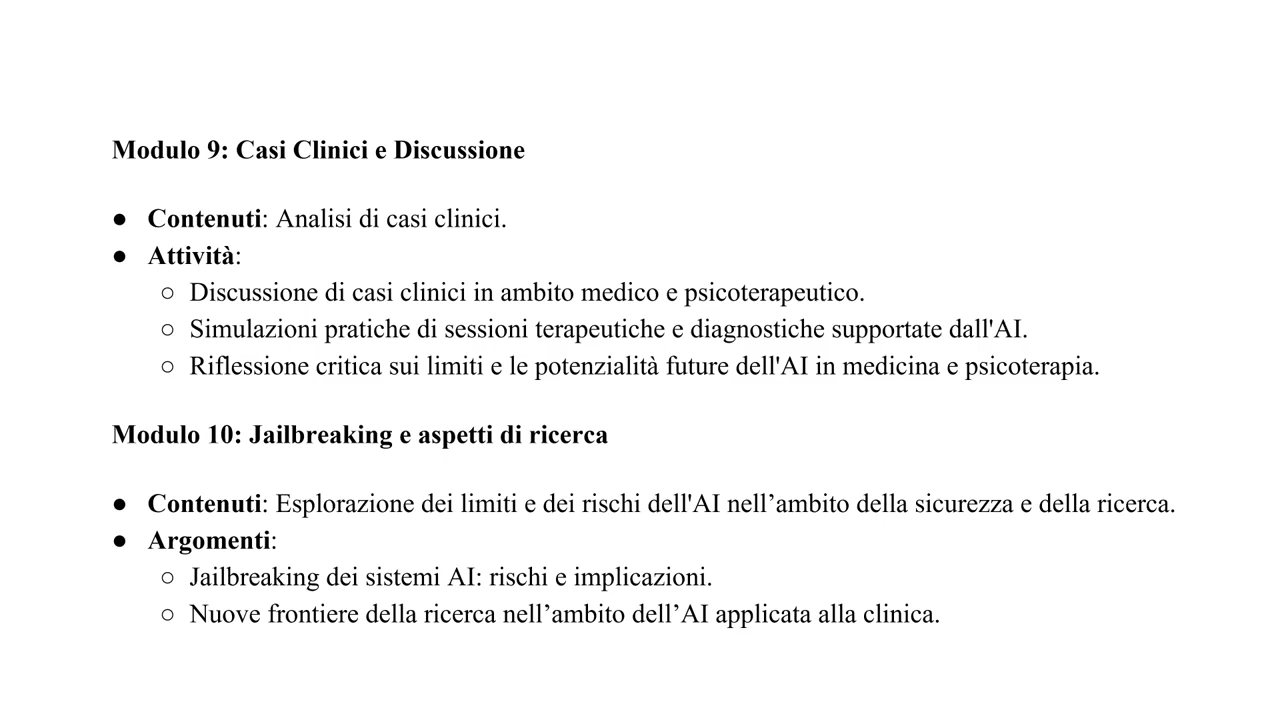 Modulo 9: Casi Clinici e Discussione
● Contenuti: Analisi di casi clinici.
● Attività:
○ Discussione di casi clinici in ambito medico e psicoterapeutico.
○ Simulazioni pratiche di sessioni terapeutiche e diagnostiche supportate dall'AI.
○ Riflessione critica sui limiti e le potenzialità future dell'AI in medicina e psicoterapia.
Modulo 10: Jailbreaking e aspetti di ricerca
● Contenuti: Esplorazione dei limiti e dei rischi dell'AI nell’ambito della sicurezza e della ricerca.
● Argomenti:
○ Jailbreaking dei sistemi AI: rischi e implicazioni.
○ Nuove frontiere della ricerca nell’ambito dell’AI applicata alla clinica.